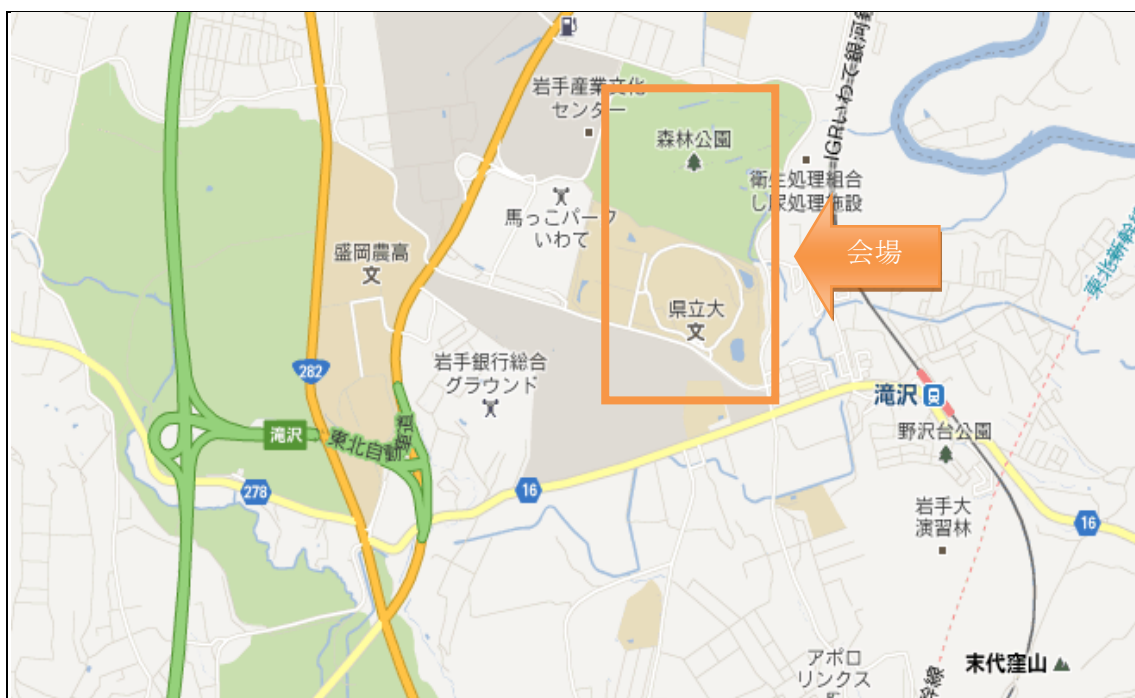 岩手産業文化
センター
森林公園
IGRいわて銀河鉄
衛生処理組合
し尿処理施設
馬っこパーク
いわて
会場
盛岡農高
文
県立大
文
東北新幹線
282
岩手銀行総合
グラウンド
滝沢
滝沢
東北自動車道
野沢台公園
278
16
岩手大
演習林
16
アポロ
リンクス
末代窪山
学線